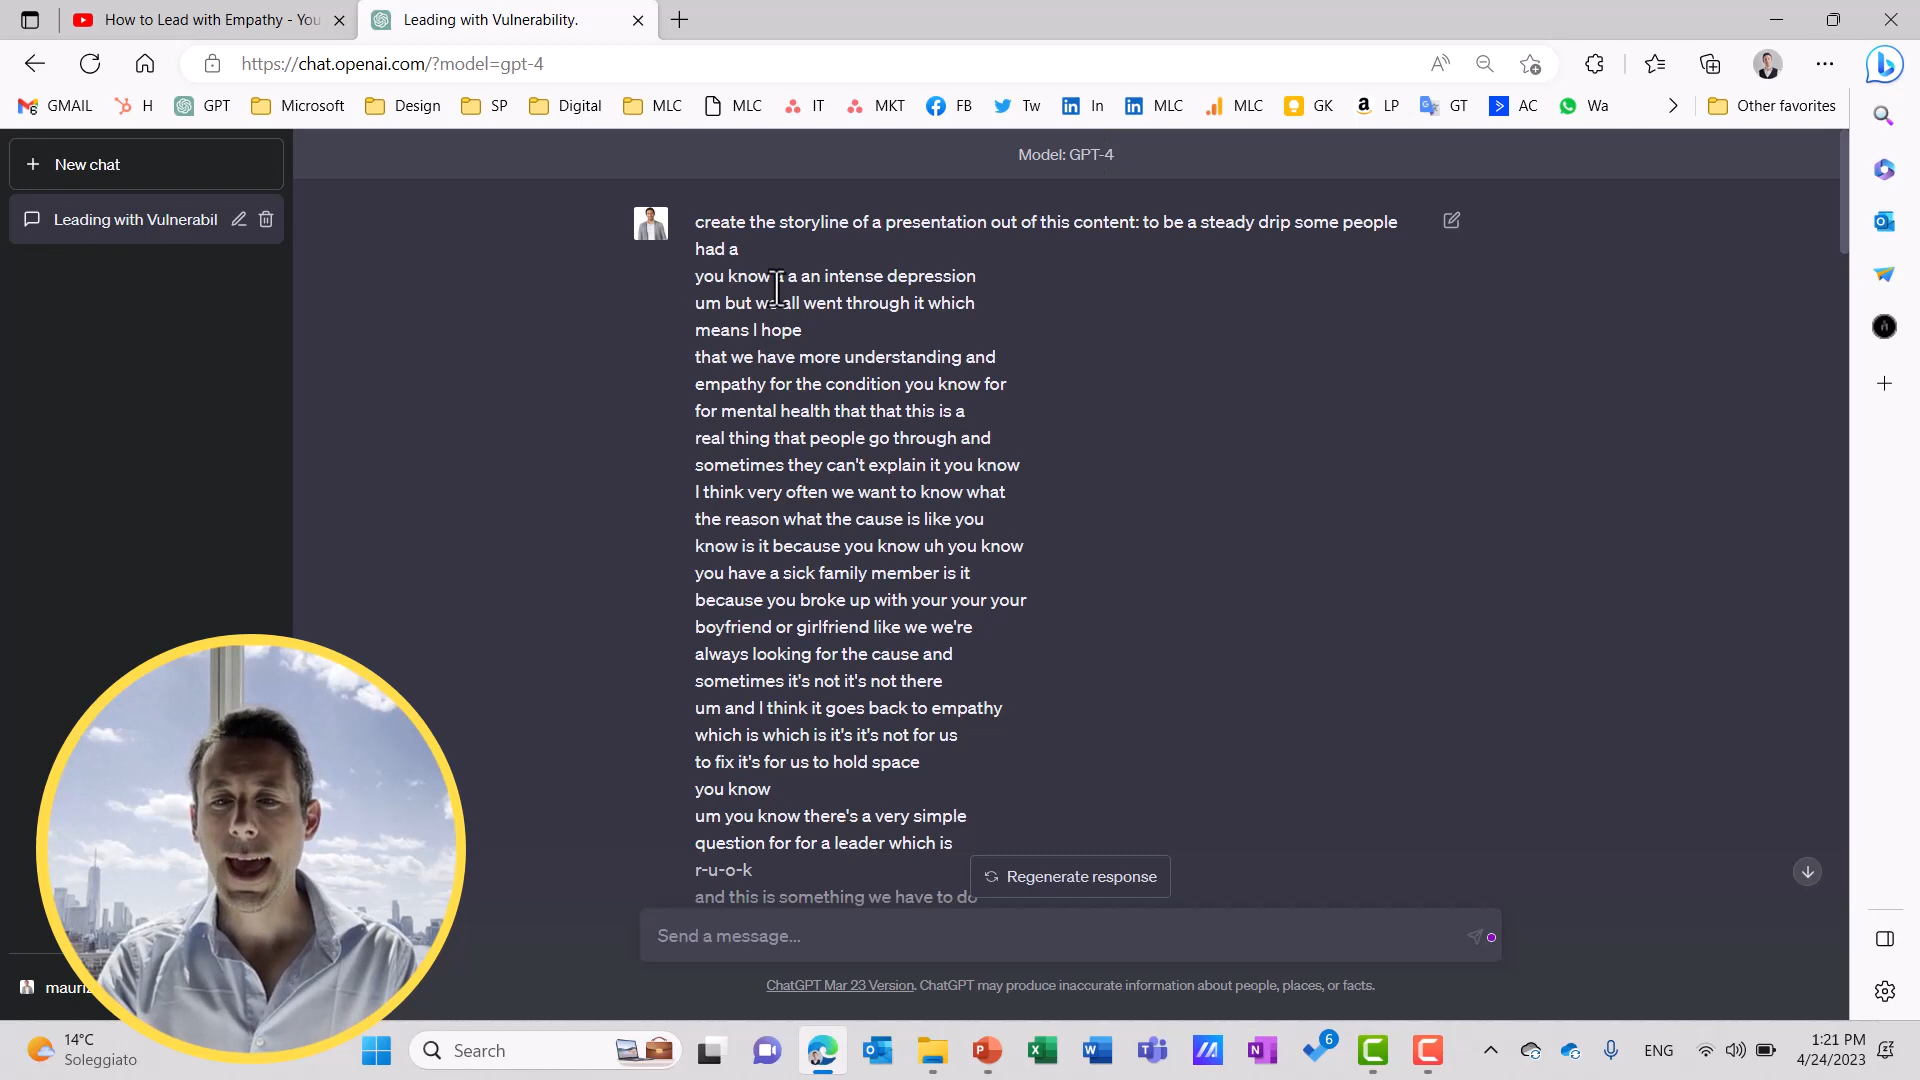 How to Lead with Empathy - You
Leading with Vulnerability.
https://chat.openai.com/?model=gpt-4
GMAIL H GPT Microsoft Design SP Digital MLC MLC IT MKT FB Tw In MLC MLC GK LP GT AC Wa Other favorites
New chat
Model: GPT-4
Leading with Vulnerabil
create the storyline of a presentation out of this content: to be a steady drip some people
had a
you know a a an intense depression
um but we all went through it which
means I hope
that we have more understanding and
empathy for the condition you know for
for mental health that that this is a
real thing that people go through and
sometimes they can't explain it you know
I think very often we want to know what
the reason what the cause is like you
know is it because you know uh you know
you have a sick family member is it
because you broke up with your your your
boyfriend or girlfriend like we we're
always looking for the cause and
sometimes it's not it's not there
um and I think it goes back to empathy
which is which is it's it's not for us
to fix it's for us to hold space
you know
um you know there's a very simple
question for for a leader which is
r-u-o-k
and this is something we have to do
Regenerate response
Send a message...
ChatGPT Mar 23 Version. ChatGPT may produce inaccurate information about people, places, or facts.
mauriz
14°C
Soleggiato
Search
6
ENG
1:21 PM
4/24/2023